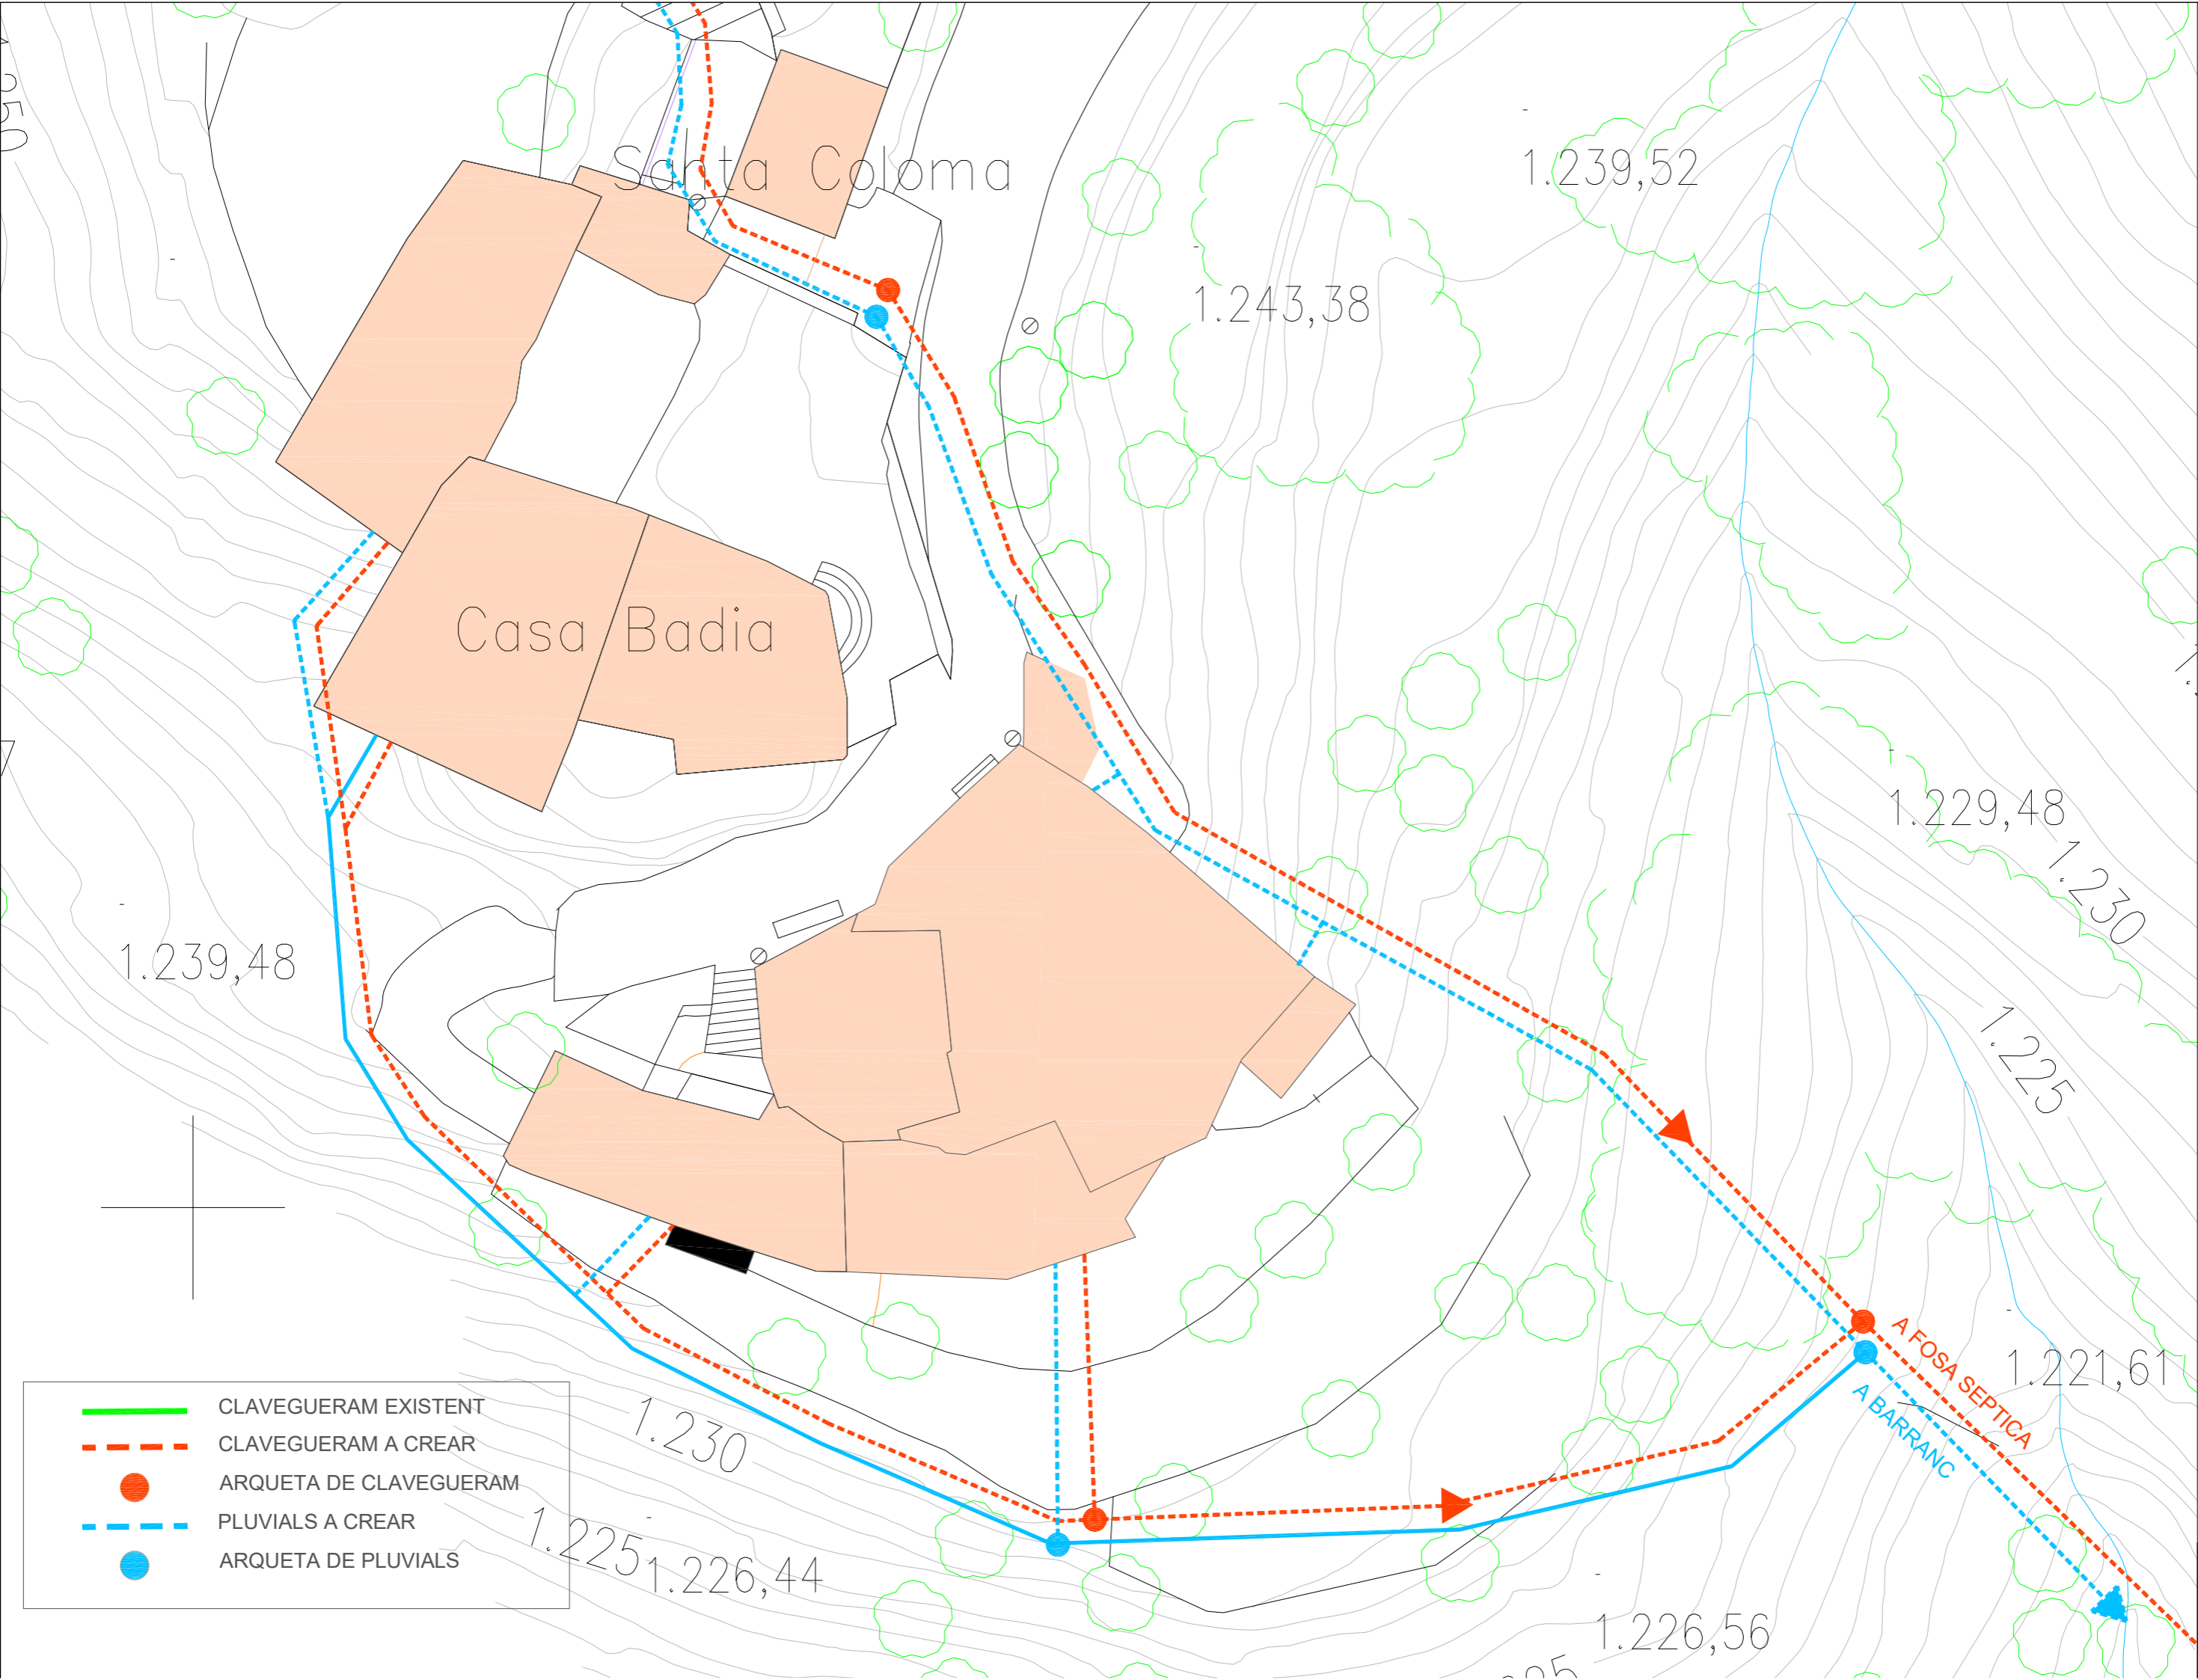 Santa Coloma
1.239,52
1.243,38
Casa Badia
1.229,48
1.230
1.239,48
1.225
A FOSA SEPTICA
1.221,61
A BARRANC
CLAVEGUERAM EXISTENT
CLAVEGUERAM A CREAR
ARQUETA DE CLAVEGUERAM
PLUVIALS A CREAR
ARQUETA DE PLUVIALS
1.230
1.225
1.226,44
1.226,56